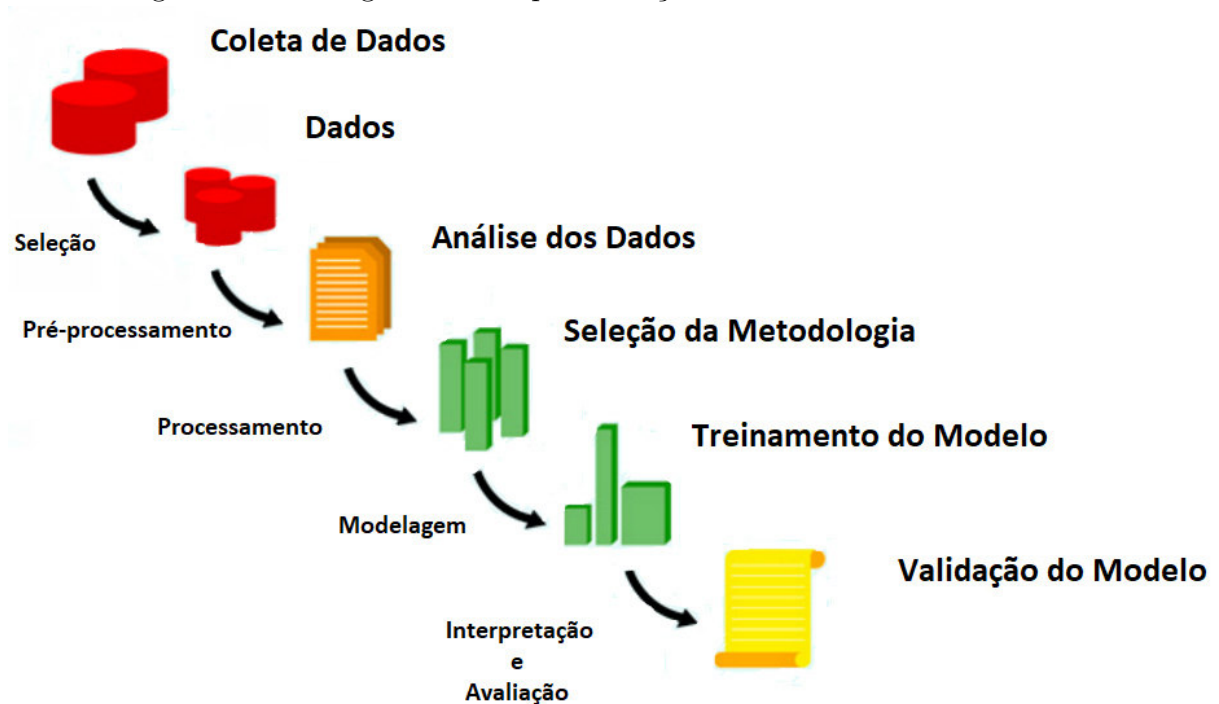 Coleta de Dados
Dados
Seleção
Análise dos Dados
Pré-processamento
Seleção da Metodologia
Processamento
Treinamento do Modelo
Modelagem
Validação do Modelo
Interpretação
e
Avaliação